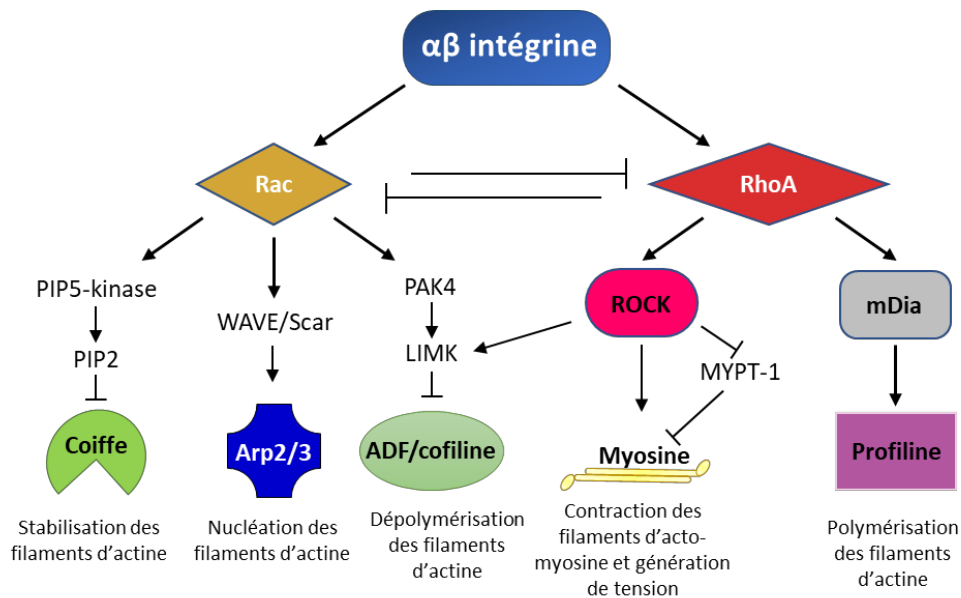 αβ intégrine
Rac
RhoA
PIP5-kinase
PAK4
ROCK
mDia
WAVE/Scar
PIP2
LIMK
MYPT-1
Coiffe
Arp2/3
ADF/cofiline
Myosine
Profiline
Stabilisation des
filaments d’actine
Nucléation des
filaments d’actine
Dépolymérisation
des filaments
d’actine
Contraction des
filaments d’acto-
myosine et génération
de tension
Polymérisation
des filaments
d’actine